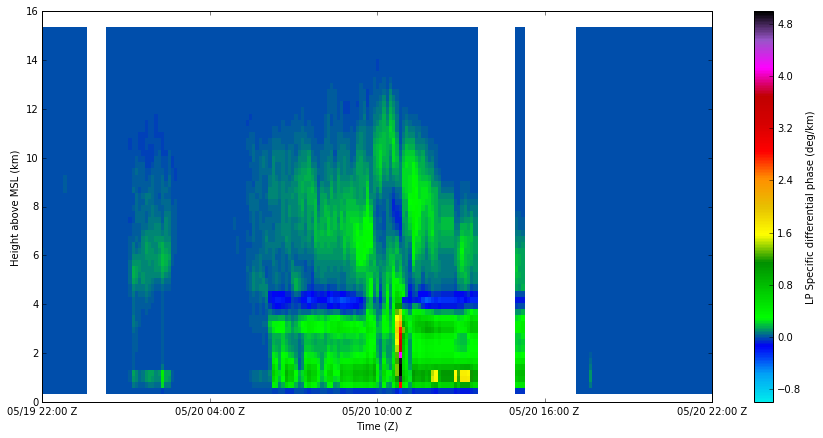 16
14
12
10
8
6
4
2
0
Height above MSL (km)
05/19 22:00 Z
05/20 04:00 Z
05/20 10:00 Z
05/20 16:00 Z
05/20 22:00 Z
Time (Z)
4.8
4.0
3.2
2.4
1.6
0.8
0.0
−0.8
LP Specific differential phase (deg/km)